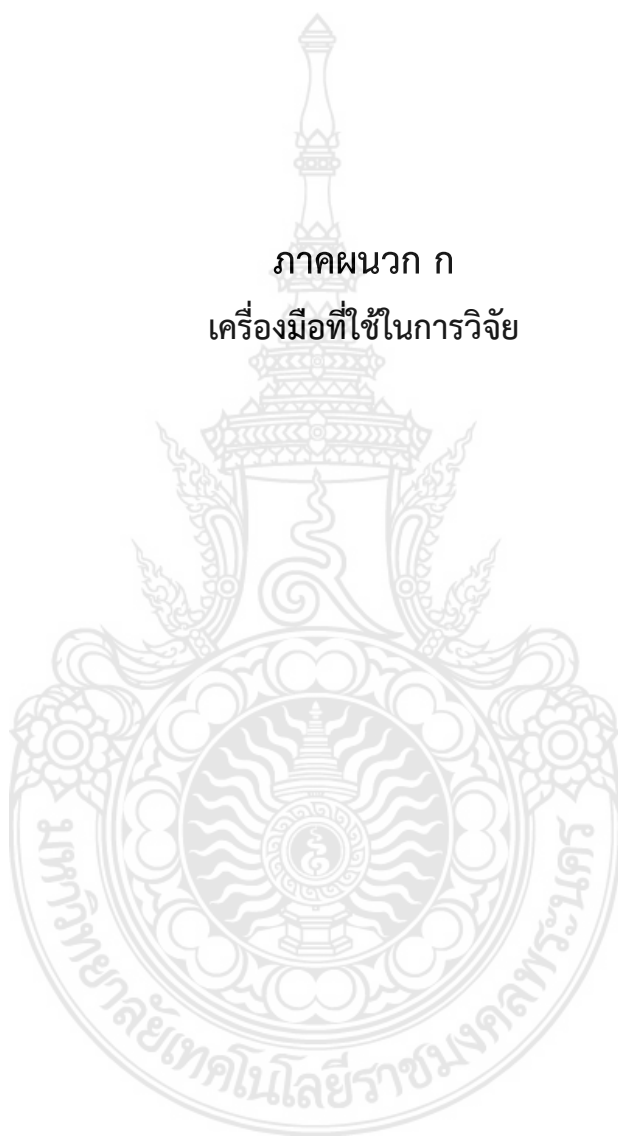 ภาคผนวก ก
เครื่องมือที่ใช้ในการวิจัย
มหาวิทยาลัยเทคโนโลยีราชมงคลพระนคร